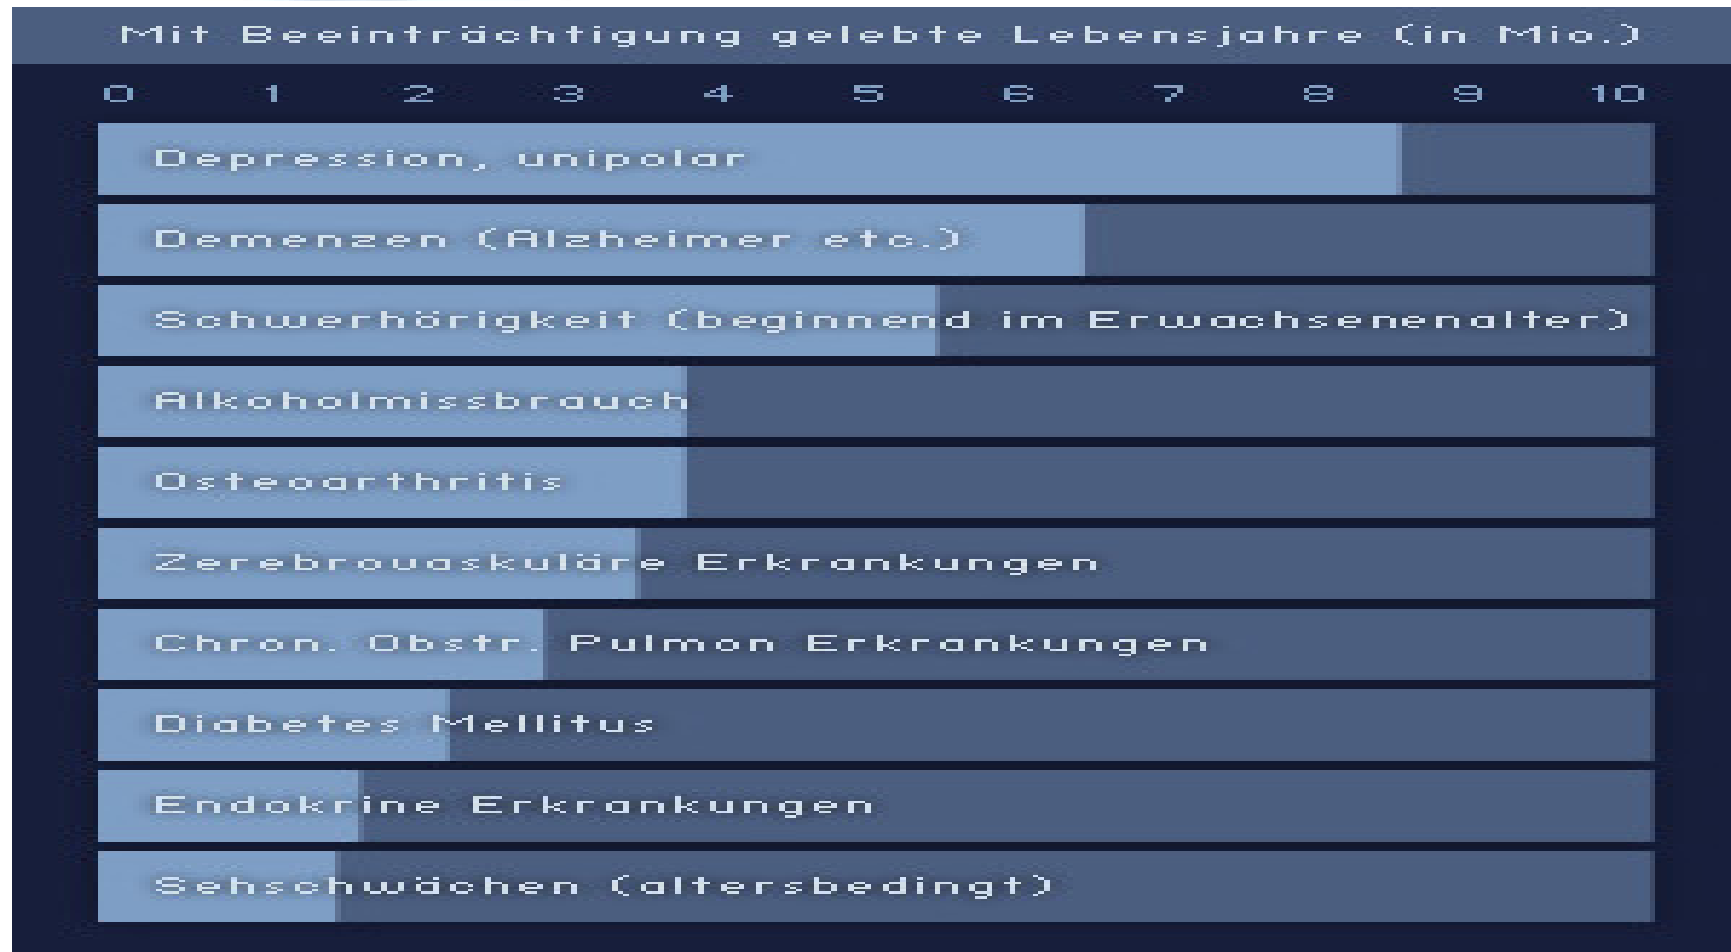 Mit Beeinträchtigung gelebte Lebensjahre (in Mio.)
0 1 2 3 4 5 6 7 8 9 10
Depression, unipolar
Demenzen (Alzheimer etc.)
Schwerhörigkeit (beginnend im Erwachsenenalter)
Alkoholmissbrauch
Osteoarthritis
Zerebrovaskuläre Erkrankungen
Chron. Obstr. Pulmon Erkrankungen
Diabetes Mellitus
Endokrine Erkrankungen
Sehschwächen (altersbedingt)